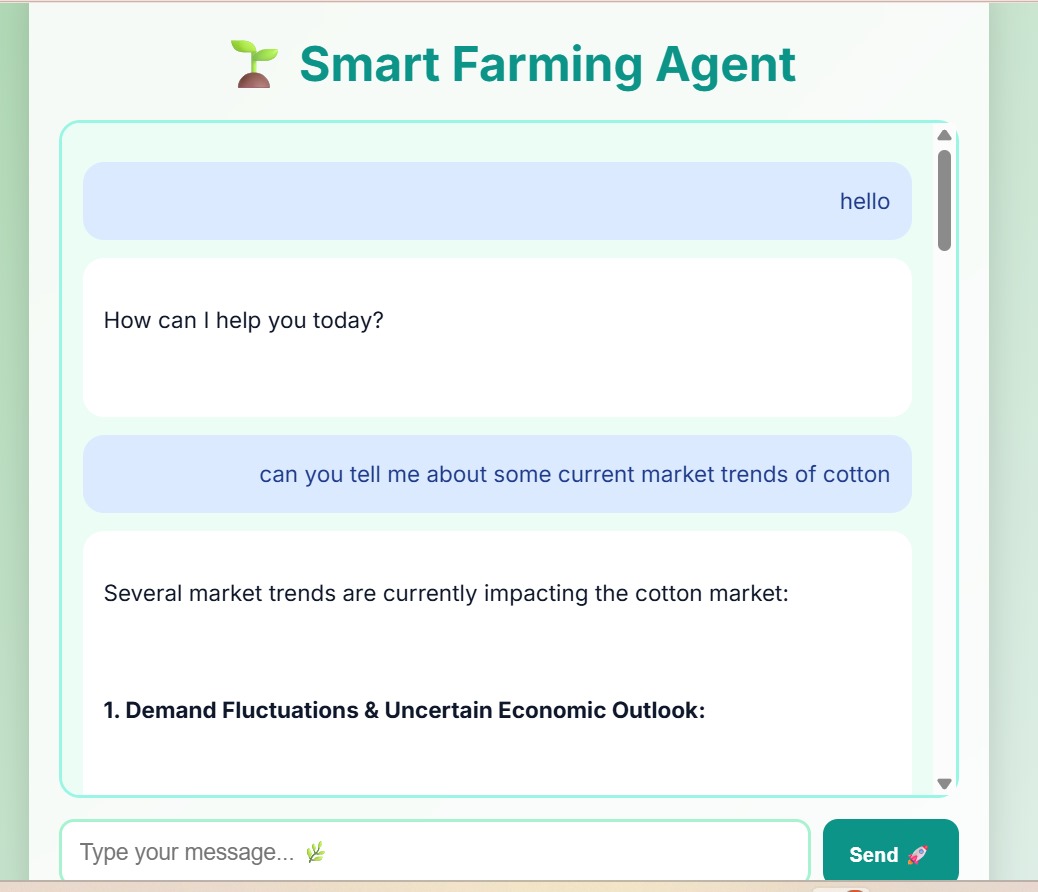 🌱 Smart Farming Agent
hello
How can I help you today?
can you tell me about some current market trends of cotton
Several market trends are currently impacting the cotton market:
1. Demand Fluctuations & Uncertain Economic Outlook:
Type your message... 🌿
Send 🚀